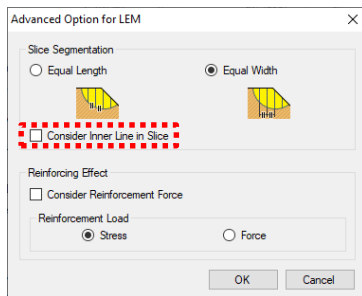 Advanced Option for LEM
Slice Segmentation
Equal Length
Equal Width
Consider Inner Line in Slice
Reinforcing Effect
Consider Reinforcement Force
Reinforcement Load
Stress
Force
OK
Cancel